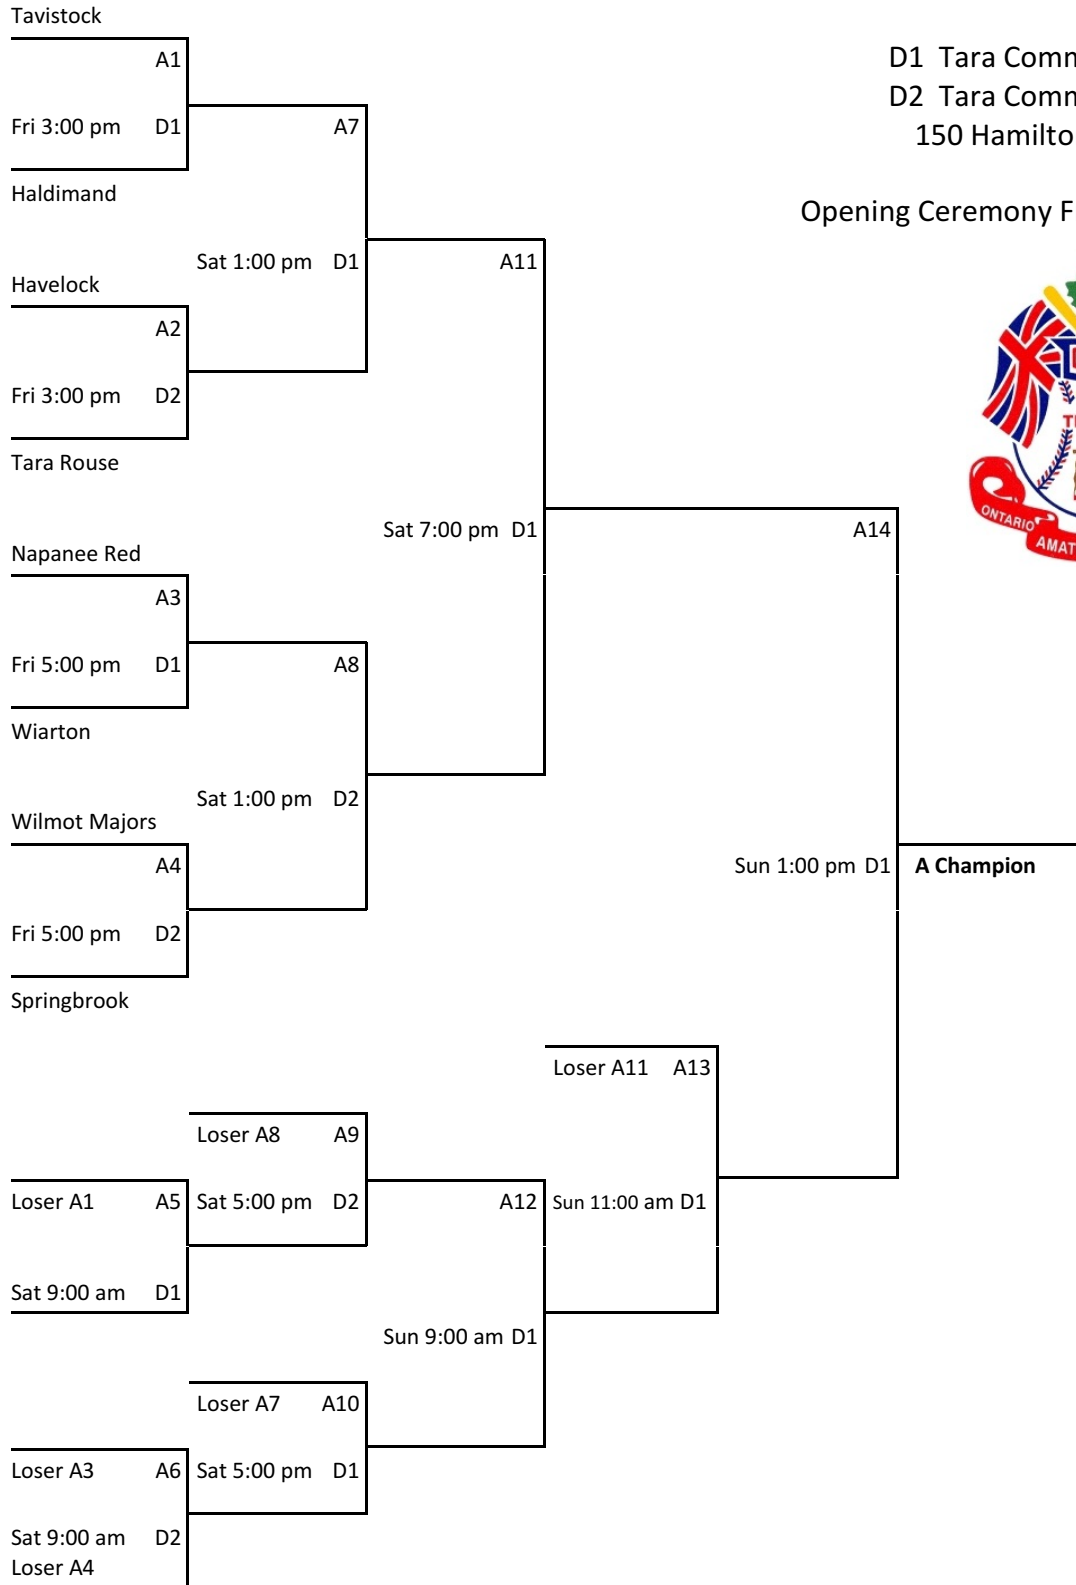 Tavistock
A1
D1 Tara Comm
D2 Tara Comm
Fri 3:00 pm D1
A7
150 Hamilto
Haldimand
Opening Ceremony F
Sat 1:00 pm D1
A11
Havelock
A2
Fri 3:00 pm D2
Tara Rouse
ONTARIO
Sat 7:00 pm D1
A14
AMAT
Napanee Red
A3
Fri 5:00 pm D1
A8
Wiarton
Sat 1:00 pm D2
Wilmot Majors
A4
Sun 1:00 pm D1
A Champion
Fri 5:00 pm D2
Springbrook
Loser A11 A13
Loser A8 A9
Loser A1 A5
Sat 5:00 pm D2
A12
Sun 11:00 am D1
Sat 9:00 am D1
Sun 9:00 am D1
Loser A7 A10
Loser A3 A6
Sat 5:00 pm D1
Sat 9:00 am D2
Loser A4